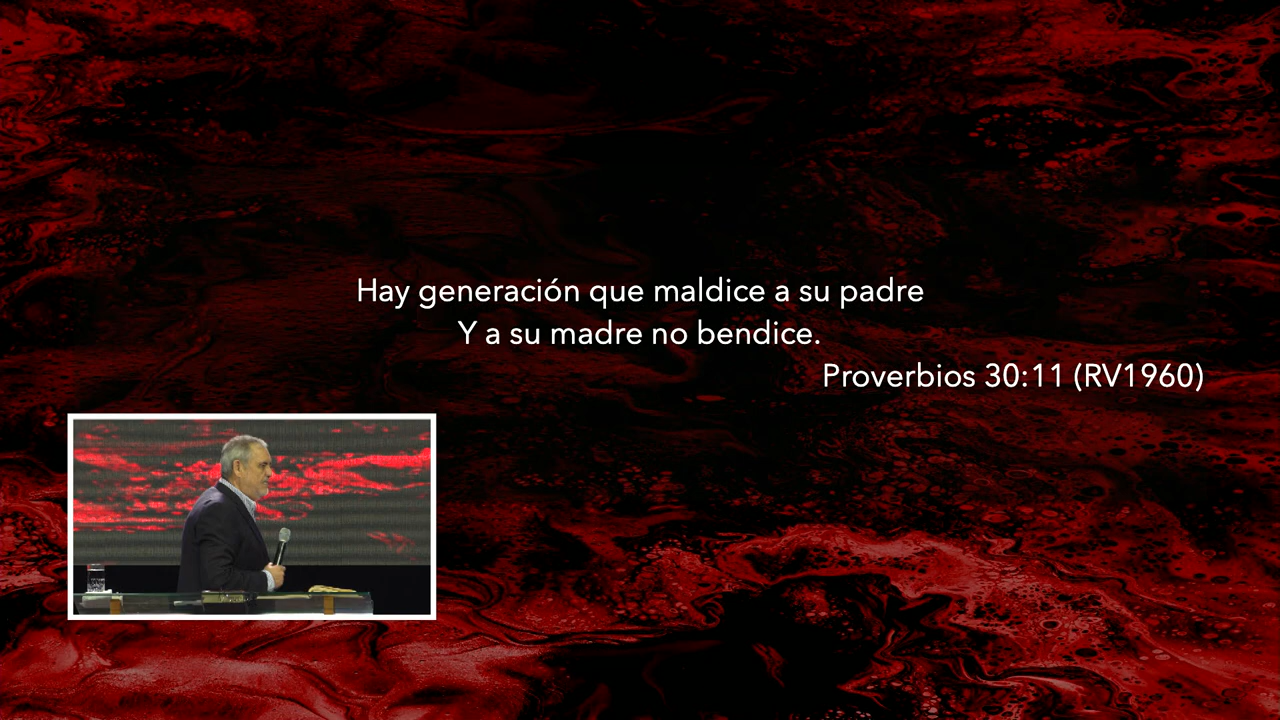 Hay generación que maldice a su padre
Y a su madre no bendice.
Proverbios 30:11 (RV1960)